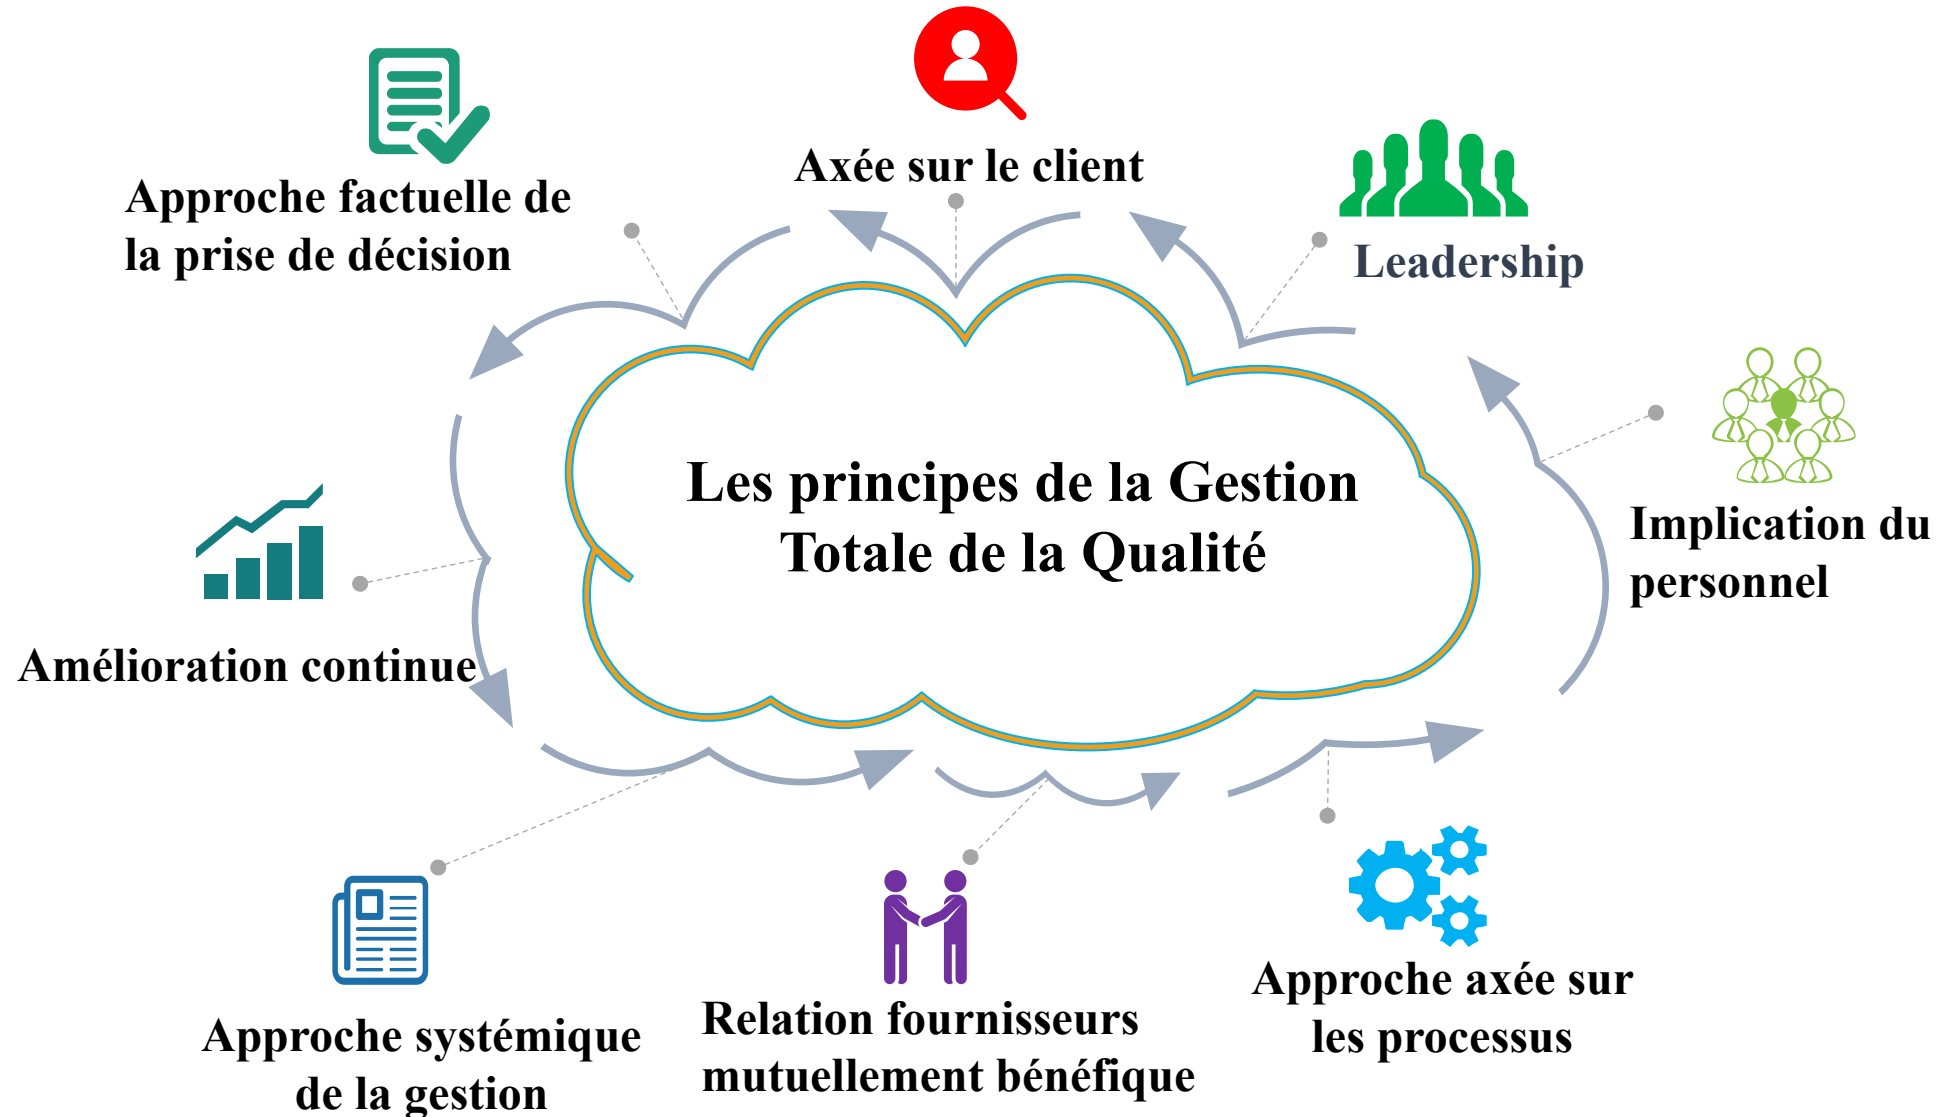 Axée sur le client
Approche factuelle de
la prise de décision
Leadership
Les principes de la Gestion
Totale de la Qualité
Implication du
personnel
Amélioration continue
Approche systémique
de la gestion
Relation fournisseurs
mutuellement bénéfique
Approche axée sur
les processus